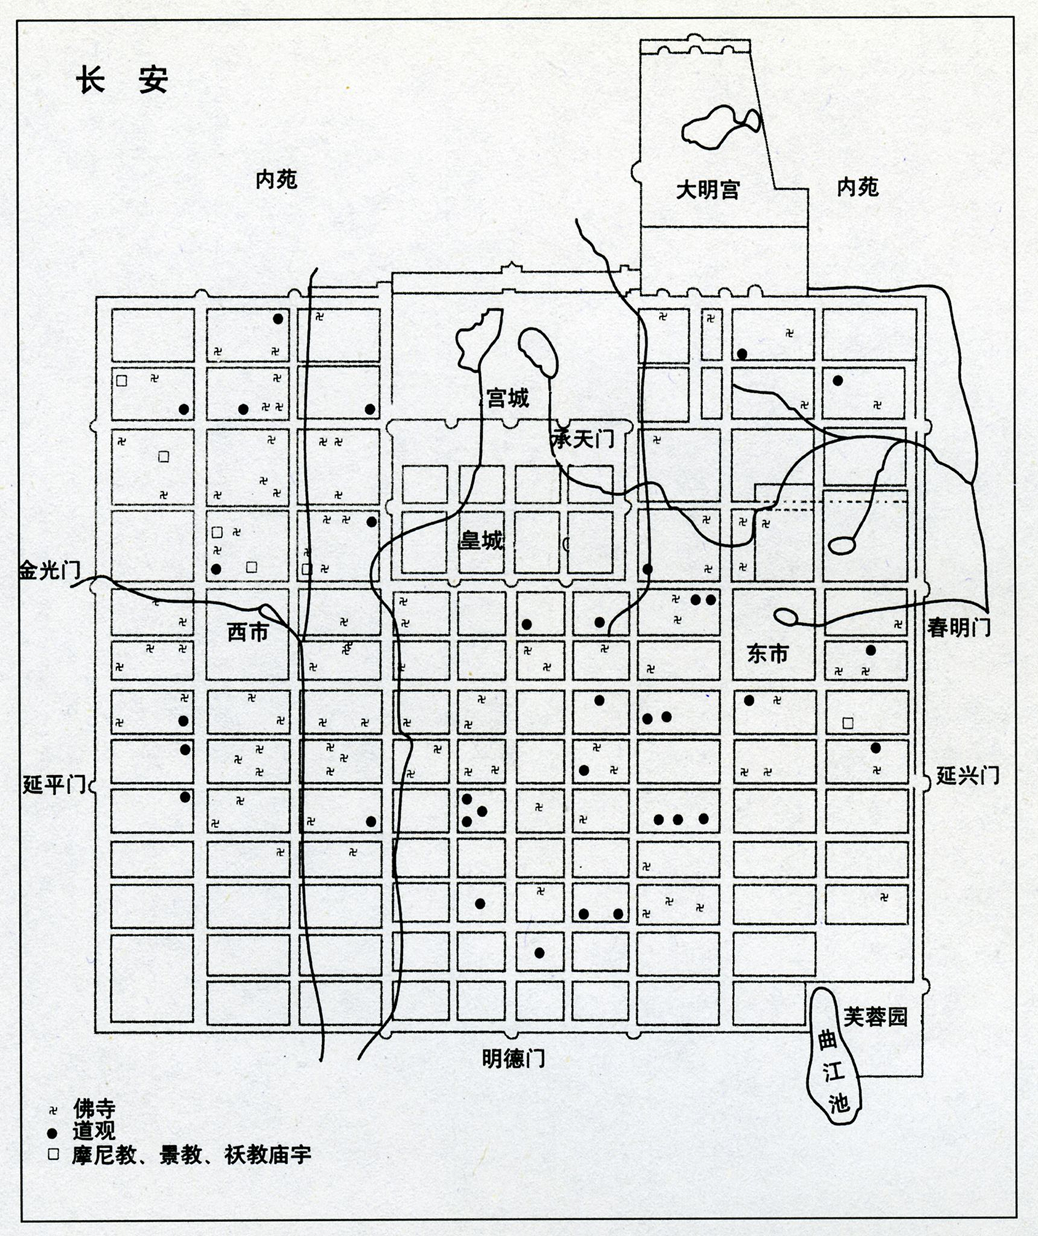 长 安
内苑
大明宫
内苑
宫城
承天门
皇城
金光门
西市
东市
春明门
延平门
延兴门
芙蓉园
曲江池
明德门
佛寺
道观
摩尼教、景教、祆教庙宇